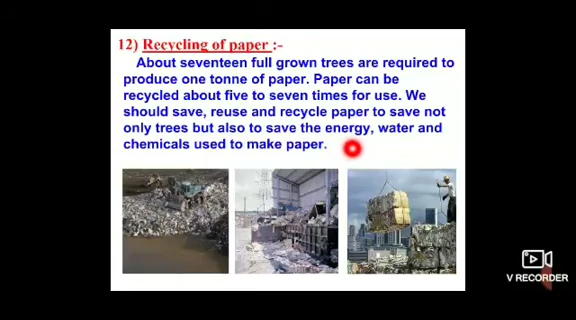 12) Recycling of paper :-
About seventeen full grown trees are required to
produce one tonne of paper. Paper can be
recycled about five to seven times for use. We
should save, reuse and recycle paper to save not
only trees but also to save the energy, water and
chemicals used to make paper.
V RECORDER